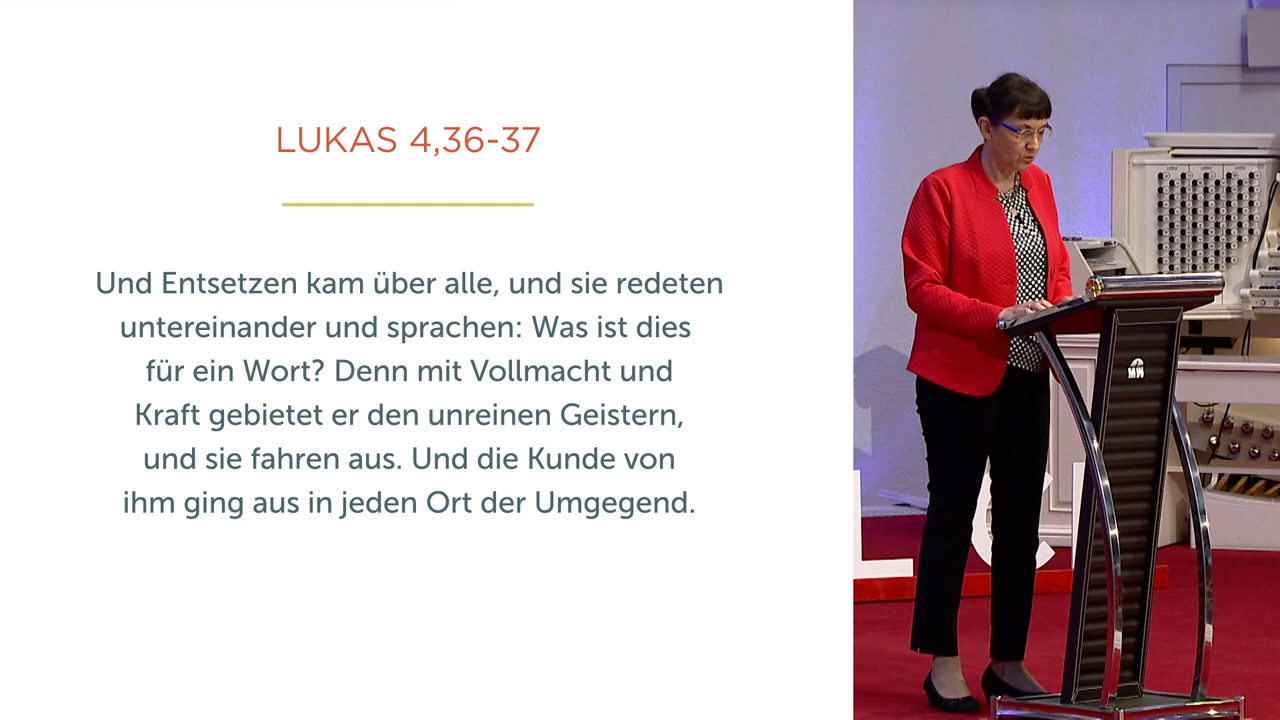 LUKAS 4,36-37
Und Entsetzen kam über alle, und sie redeten
untereinander und sprachen: Was ist dies
für ein Wort? Denn mit Vollmacht und
Kraft gebietet er den unreinen Geistern,
und sie fahren aus. Und die Kunde von
ihm ging aus in jeden Ort der Umgegend.